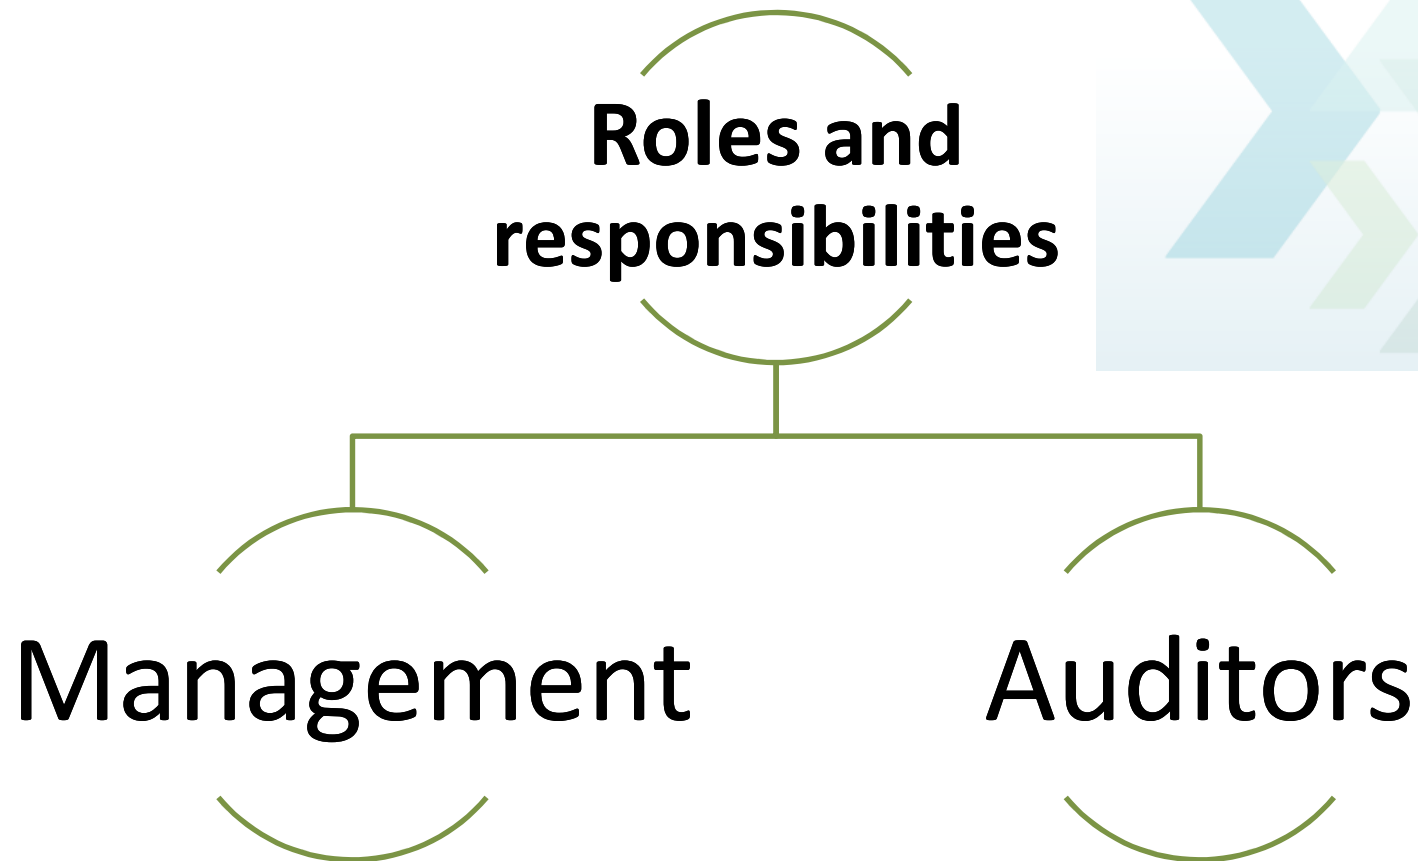 Roles and
responsibilities
Management
Auditors